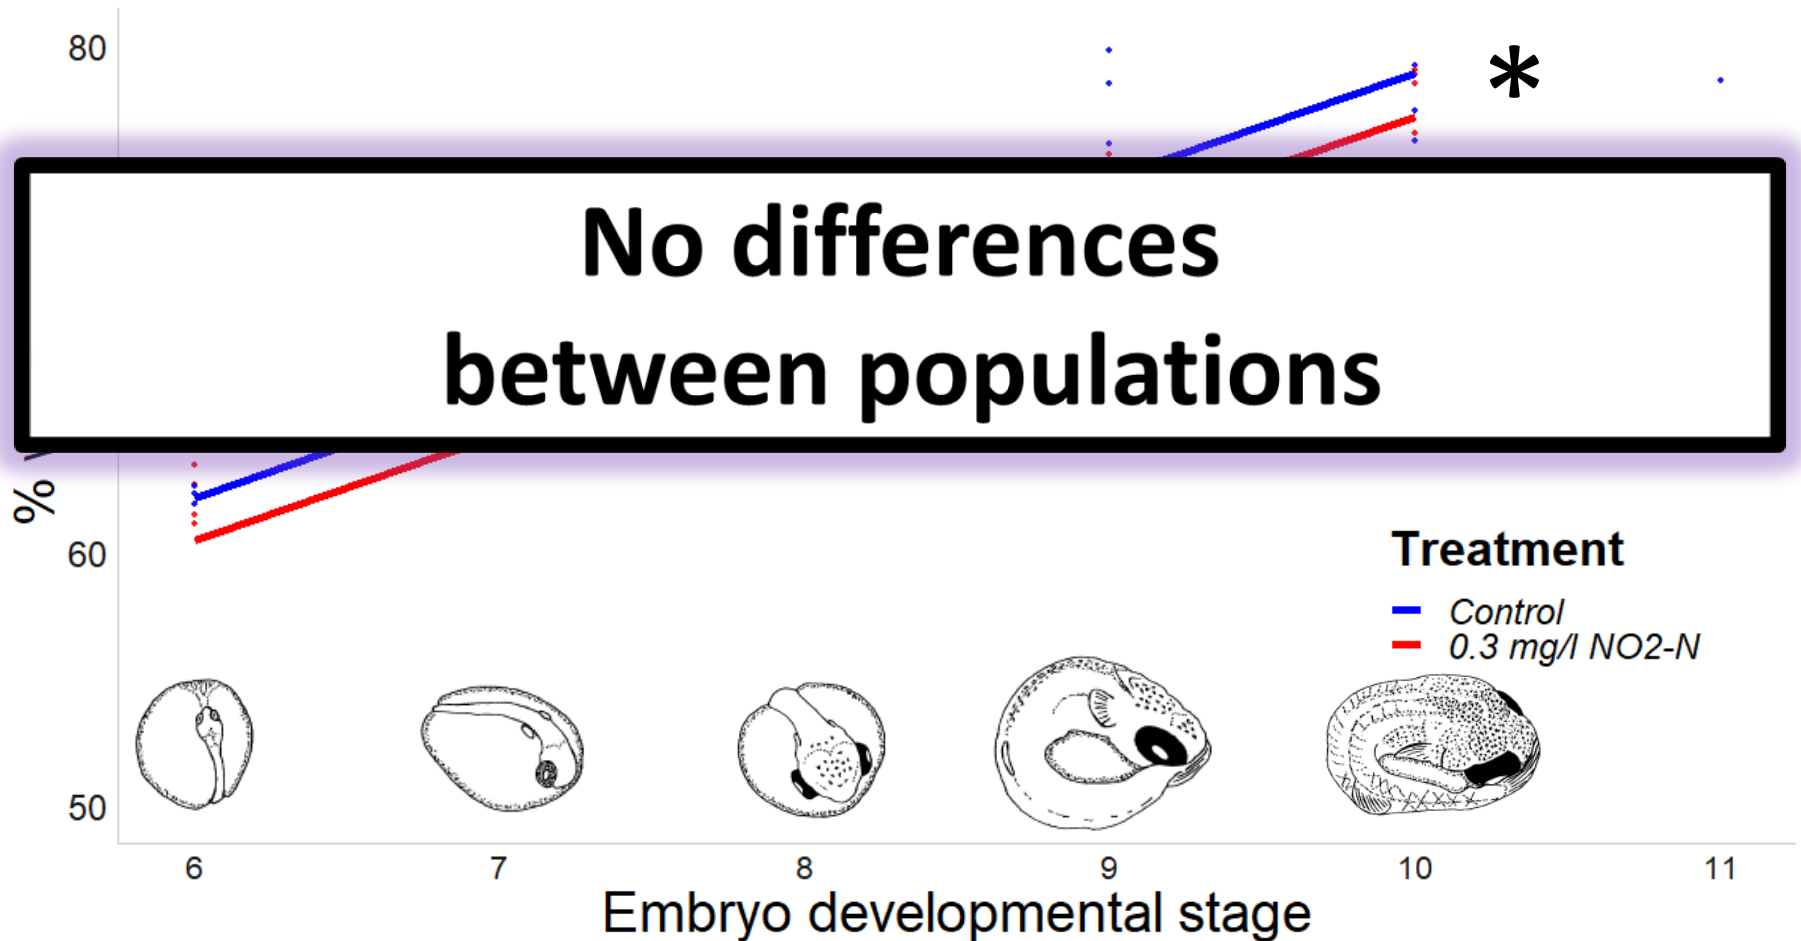 80
*
No differences
between populations
%
60
Treatment
Control
0.3 mg/l NO2-N
50
6 7 8 9 10 11
Embryo developmental stage